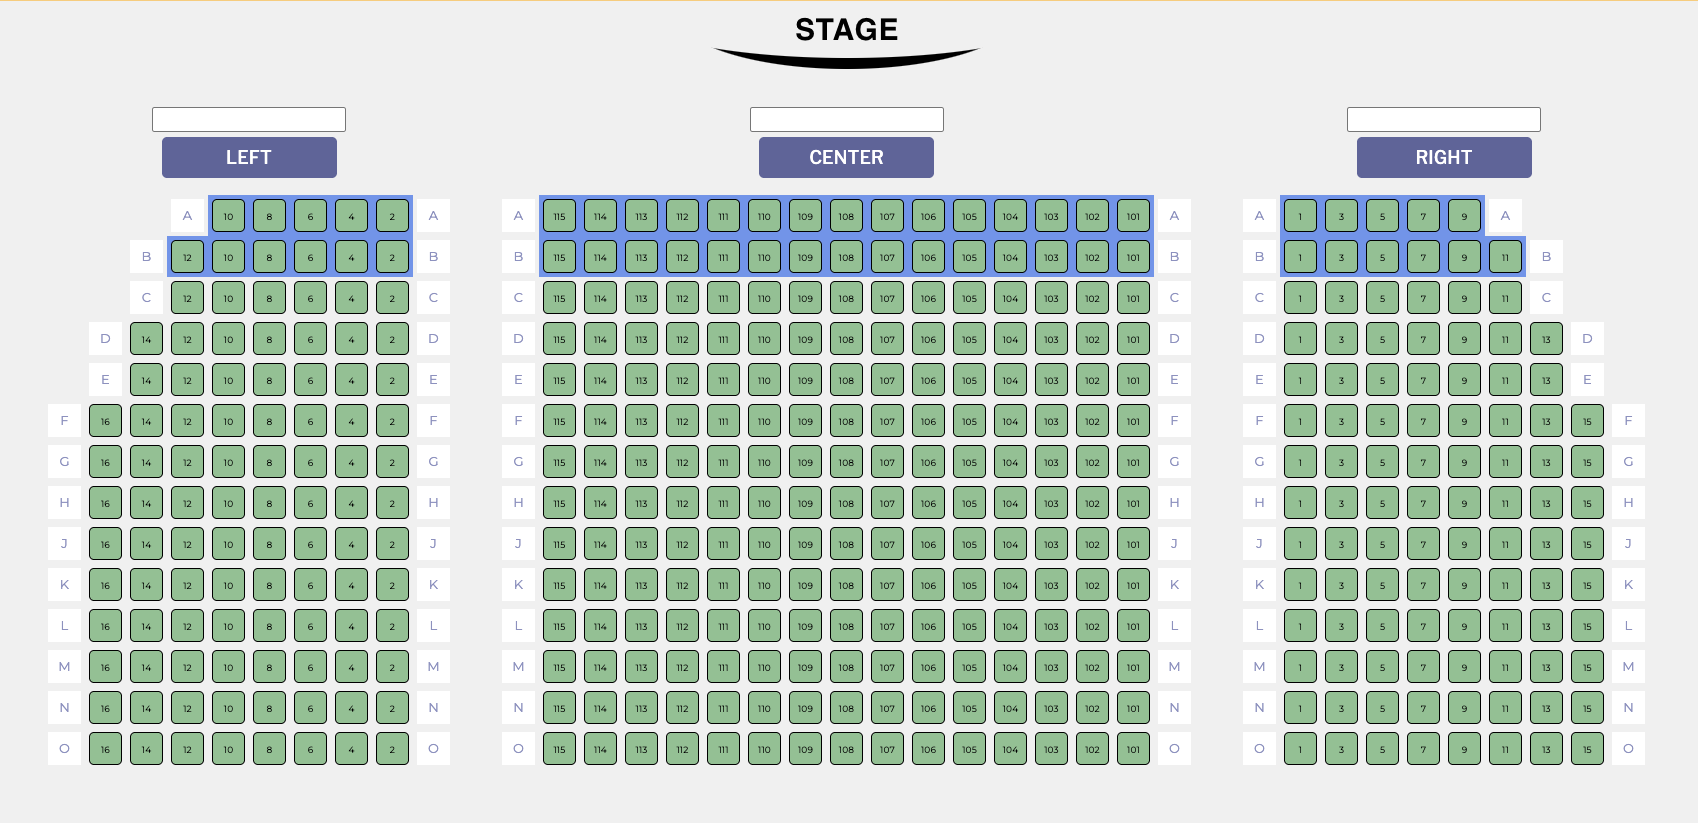 STAGE
LEFT CENTER RIGHT
A 10 8 6 4 2 A A 115 114 113 112 111 110 109 108 107 106 105 104 103 102 101 A A 1 3 5 7 9 A
B 12 10 8 6 4 2 B B 115 114 113 112 111 110 109 108 107 106 105 104 103 102 101 B B 1 3 5 7 9 11 B
C 12 10 8 6 4 2 C C 115 114 113 112 111 110 109 108 107 106 105 104 103 102 101 C C 1 3 5 7 9 11 C
D 14 12 10 8 6 4 2 D D 115 114 113 112 111 110 109 108 107 106 105 104 103 102 101 D D 1 3 5 7 9 11 13 D
E 14 12 10 8 6 4 2 E E 115 114 113 112 111 110 109 108 107 106 105 104 103 102 101 E E 1 3 5 7 9 11 13 E
F 16 14 12 10 8 6 4 2 F F 115 114 113 112 111 110 109 108 107 106 105 104 103 102 101 F F 1 3 5 7 9 11 13 15 F
G 16 14 12 10 8 6 4 2 G G 115 114 113 112 111 110 109 108 107 106 105 104 103 102 101 G G 1 3 5 7 9 11 13 15 G
H 16 14 12 10 8 6 4 2 H H 115 114 113 112 111 110 109 108 107 106 105 104 103 102 101 H H 1 3 5 7 9 11 13 15 H
J 16 14 12 10 8 6 4 2 J J 115 114 113 112 111 110 109 108 107 106 105 104 103 102 101 J J 1 3 5 7 9 11 13 15 J
K 16 14 12 10 8 6 4 2 K K 115 114 113 112 111 110 109 108 107 106 105 104 103 102 101 K K 1 3 5 7 9 11 13 15 K
L 16 14 12 10 8 6 4 2 L L 115 114 113 112 111 110 109 108 107 106 105 104 103 102 101 L L 1 3 5 7 9 11 13 15 L
M 16 14 12 10 8 6 4 2 M M 115 114 113 112 111 110 109 108 107 106 105 104 103 102 101 M M 1 3 5 7 9 11 13 15 M
N 16 14 12 10 8 6 4 2 N N 115 114 113 112 111 110 109 108 107 106 105 104 103 102 101 N N 1 3 5 7 9 11 13 15 N
O 16 14 12 10 8 6 4 2 O O 115 114 113 112 111 110 109 108 107 106 105 104 103 102 101 O O 1 3 5 7 9 11 13 15 O